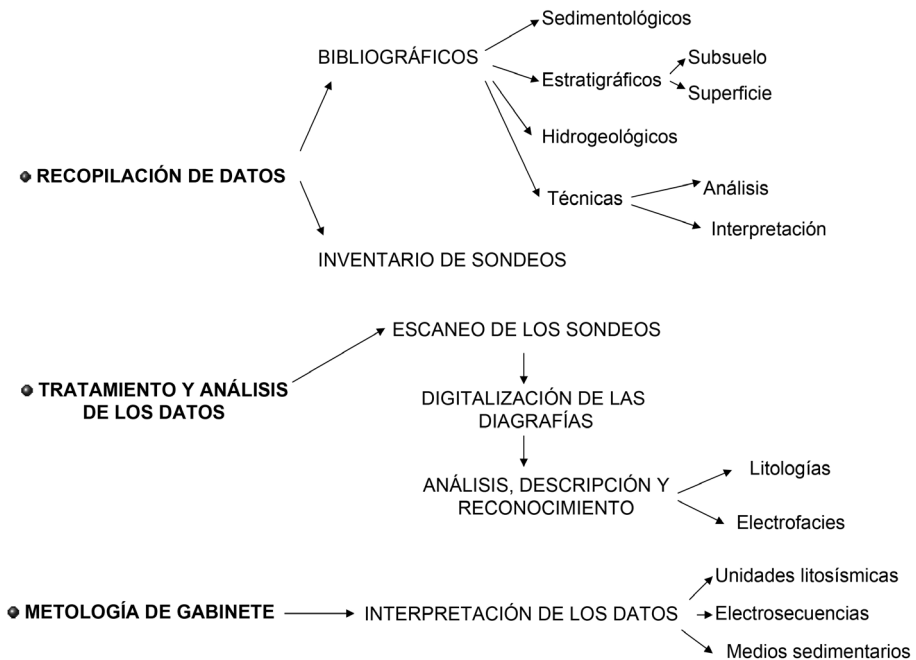 Sedimentológicos
BIBLIOGRÁFICOS
Subsuelo
Estratigráficos
Superficie
Hidrogeológicos
RECOPILACIÓN DE DATOS
Análisis
Técnicas
Interpretación
INVENTARIO DE SONDEOS
ESCANEO DE LOS SONDEOS
TRATAMIENTO Y ANÁLISIS
DE LOS DATOS
DIGITALIZACIÓN DE LAS
DIAGRAFÍAS
ANÁLISIS, DESCRIPCIÓN Y
RECONOCIMIENTO
Litologías
Electrofacies
METOLOGÍA DE GABINETE
INTERPRETACIÓN DE LOS DATOS
Unidades litosísmicas
Electrosecuencias
Medios sedimentarios